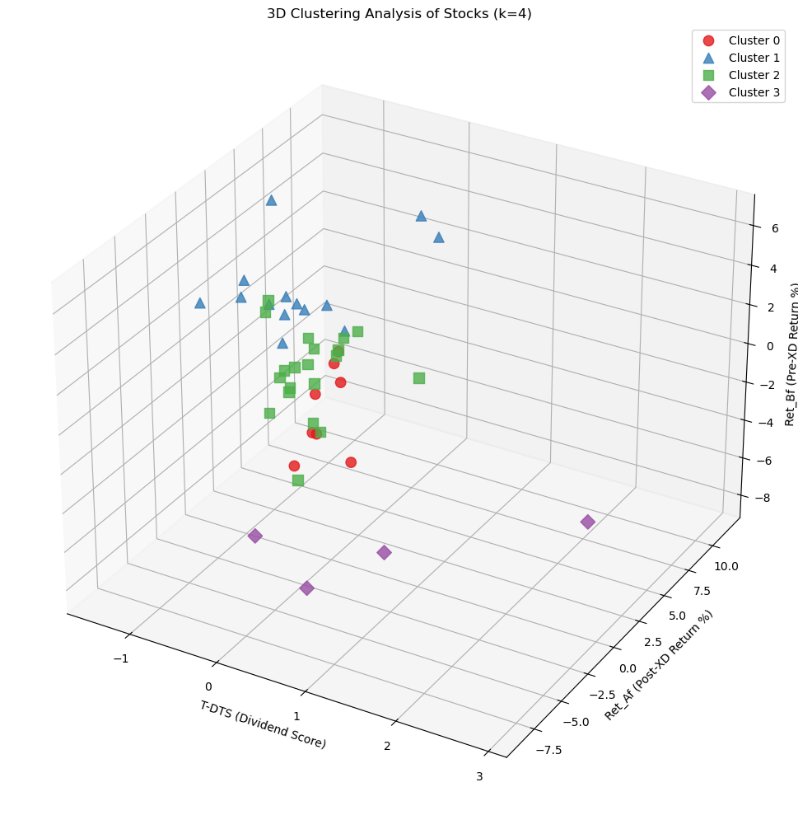 3D Clustering Analysis of Stocks (k=4)
Cluster 0
Cluster 1
Cluster 2
Cluster 3
6
4
2
0
−2
−4
−6
−8
Ret_Bf (Pre-XD Return %)
10.0
7.5
5.0
2.5
0.0
−2.5
−5.0
−7.5
Ret_Af (Post-XD Return %)
−1
0
1
2
3
T-DTS (Dividend Score)